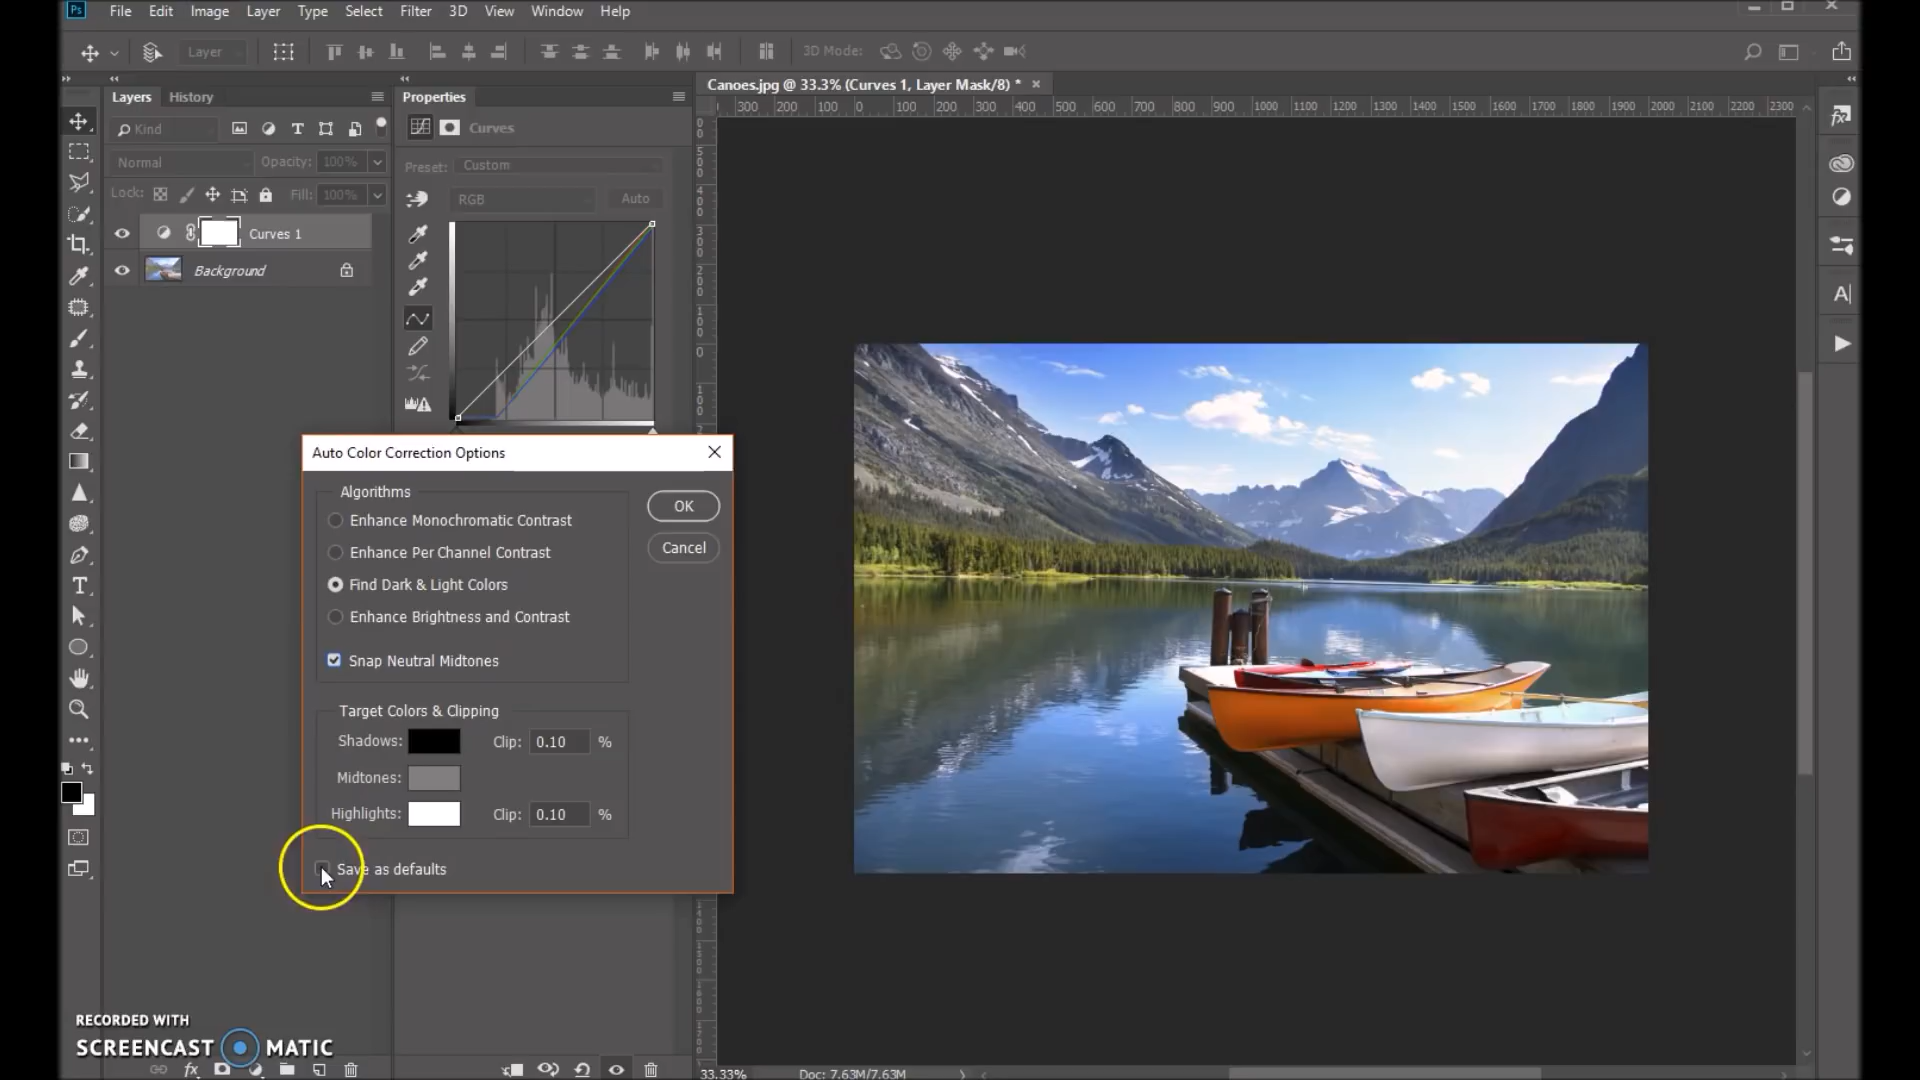 Ps File Edit Image Layer Type Select Filter 3D View Window Help
Layer 3D Mode:
Layers History
Properties
Canoes.jpg @ 33.3% (Curves 1, Layer Mask/8) *
300 200 100 0 100 200 300 400 500 600 700 800 900 1000 1100 1200 1300 1400 1500 1600 1700 1800 1900 2000 2100 2200 2300
Kind
Curves
Normal Opacity: 100%
Preset: Custom
Lock: Fill: 100%
RGB Auto
Curves 1
Background
Auto Color Correction Options
Algorithms
Enhance Monochromatic Contrast
Enhance Per Channel Contrast
Find Dark & Light Colors
Enhance Brightness and Contrast
Snap Neutral Midtones
OK
Cancel
Target Colors & Clipping
Shadows: Clip: 0.10 %
Midtones:
Highlights: Clip: 0.10 %
Save as defaults
RECORDED WITH
SCREENCAST MATIC
fx
33.33% Doc: 7.63M/7.63M